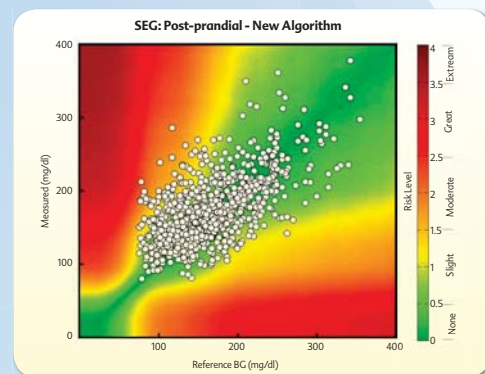 SEG: Post-prandial - New Algorithm
400
300
200
100
0
Measured (mg/dl)
100
200
300
400
Reference BG (mg/dl)
4
3.5
3
2.5
2
1.5
1
0.5
0
Risk Level
Extream
Great
Moderate
Slight
None